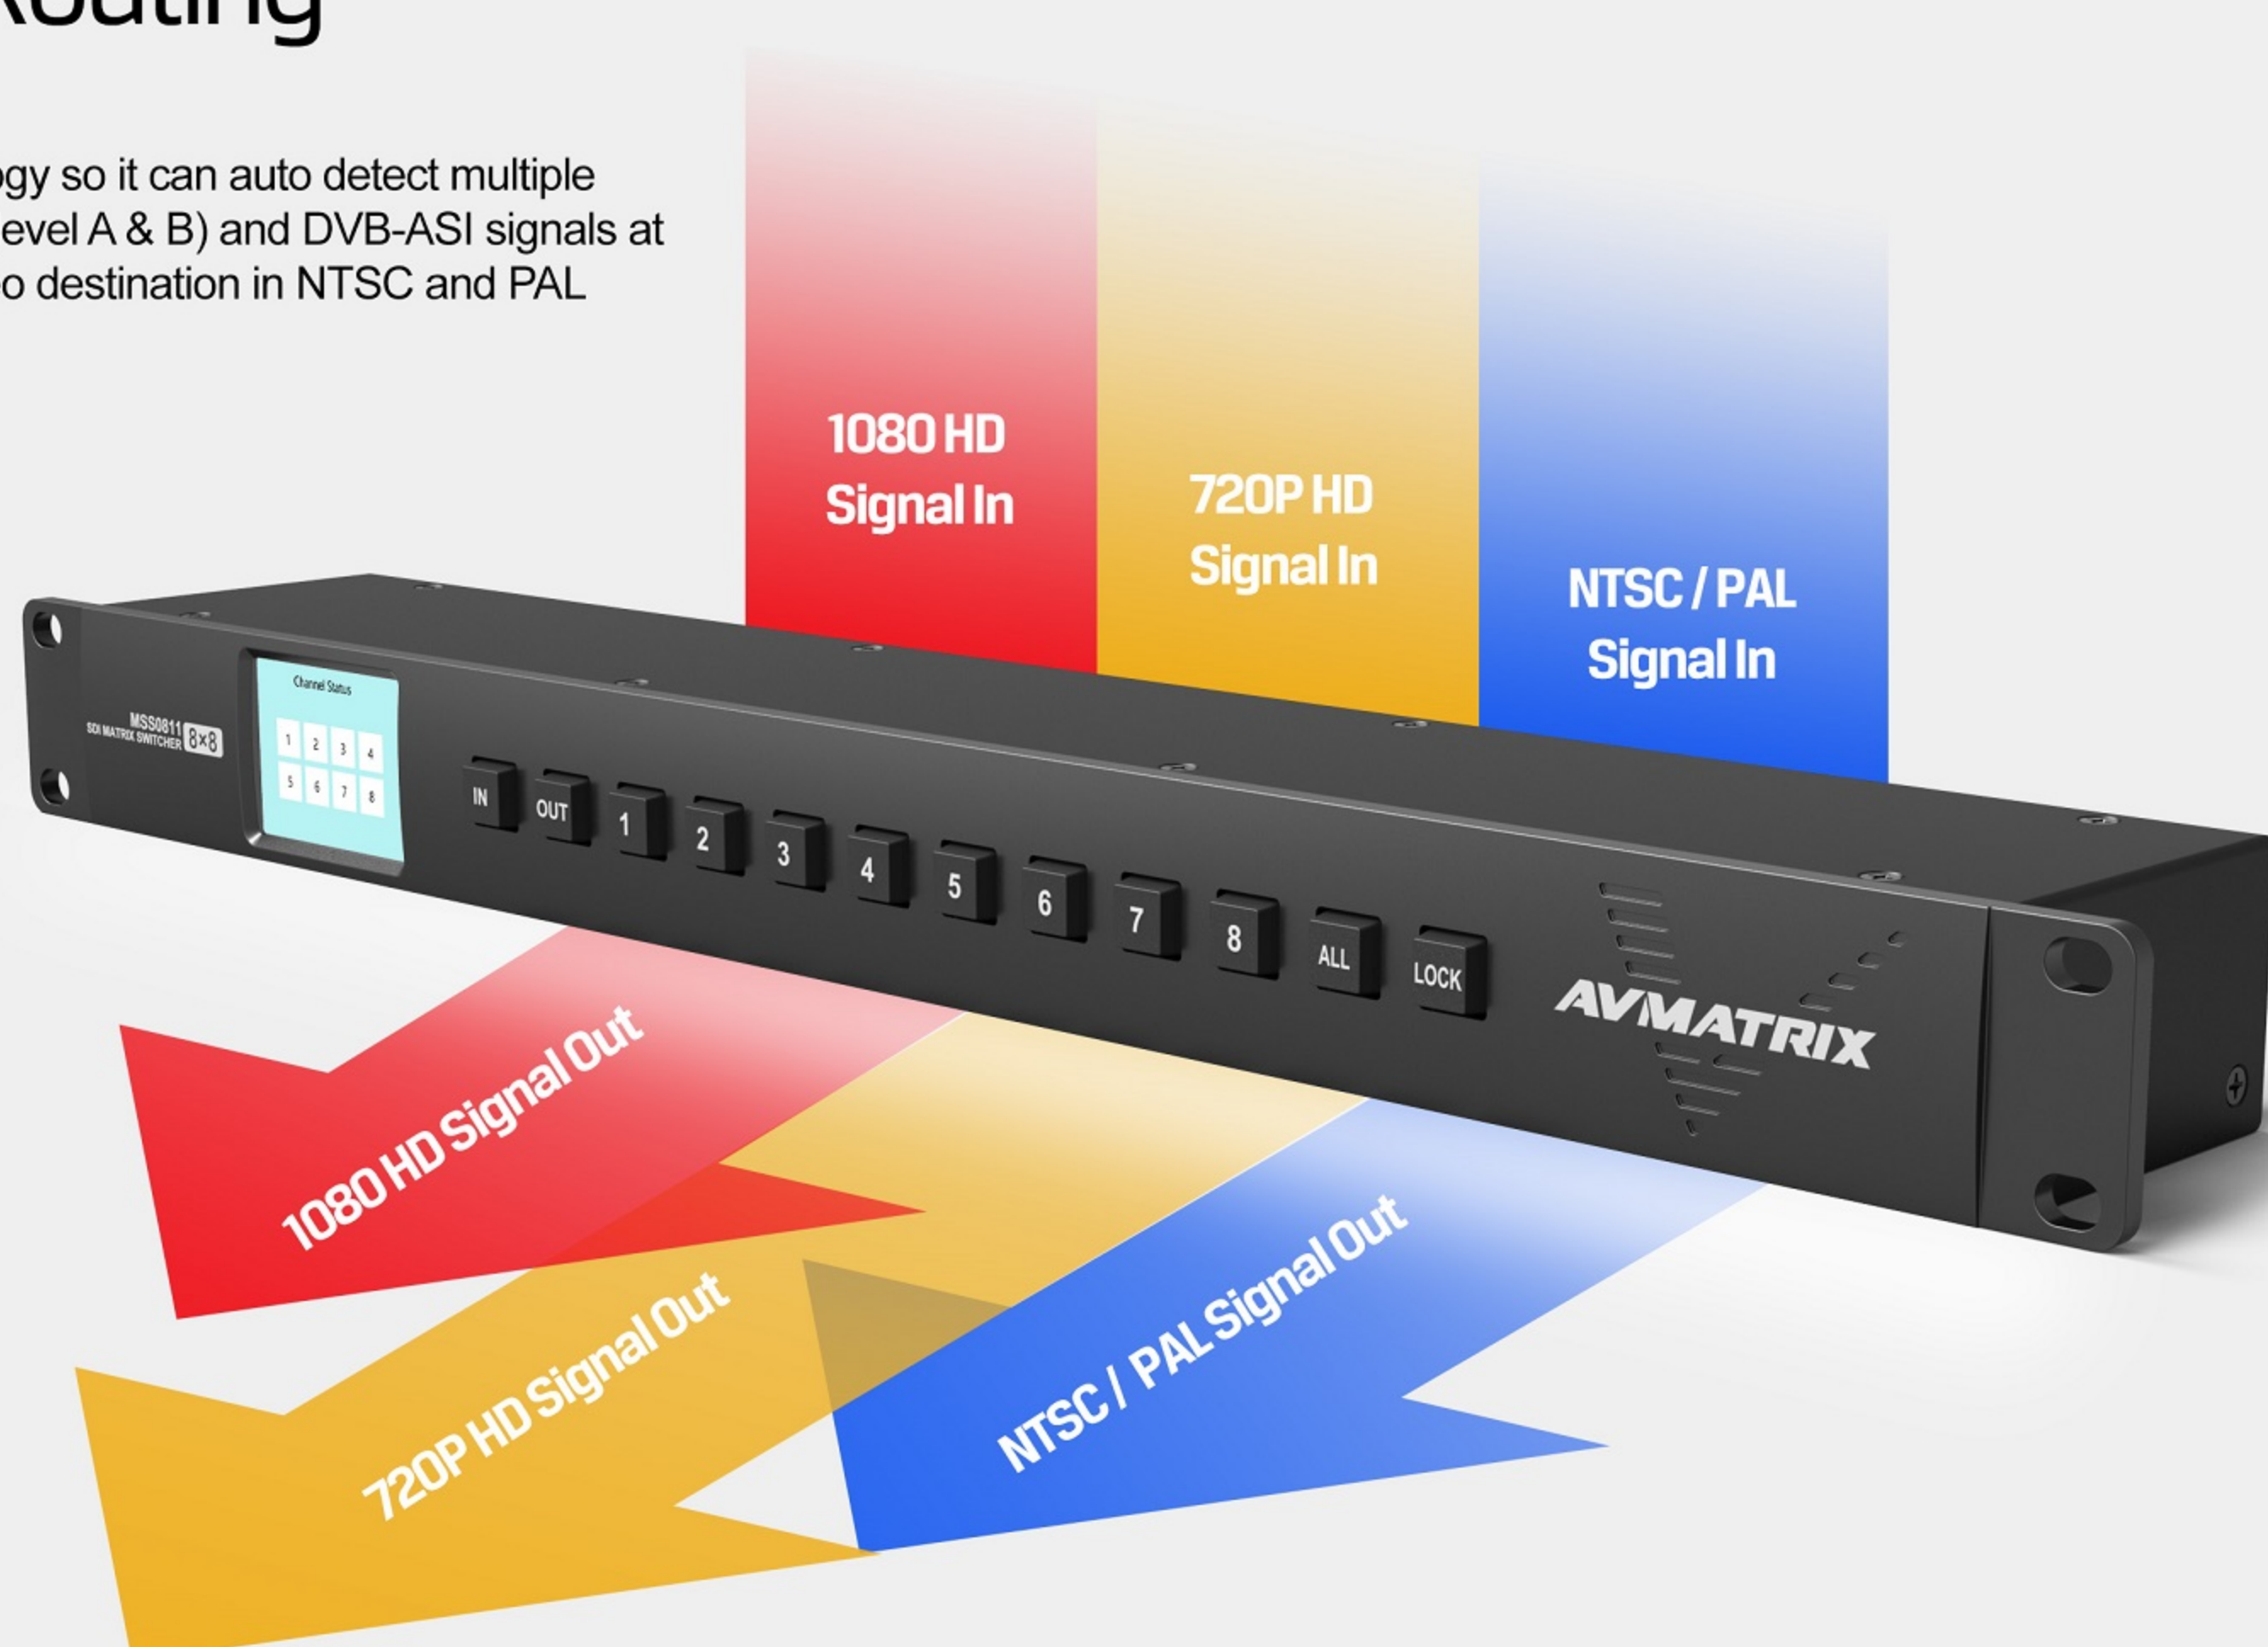 Routing
ogy so it can auto detect multiple
evel A & B) and DVB-ASI signals at
o destination in NTSC and PAL
1080 HD
Signal In
720P HD
Signal In
NTSC / PAL
Signal In
MSS0811
SDI MATRIX SWITCHER 8×8
Channel Status
1 2 3 4
5 6 7 8
IN OUT 1 2 3 4 5 6 7 8 ALL LOCK
AVMATRIX
1080 HD Signal Out
720P HD Signal Out
NTSC / PAL Signal Out